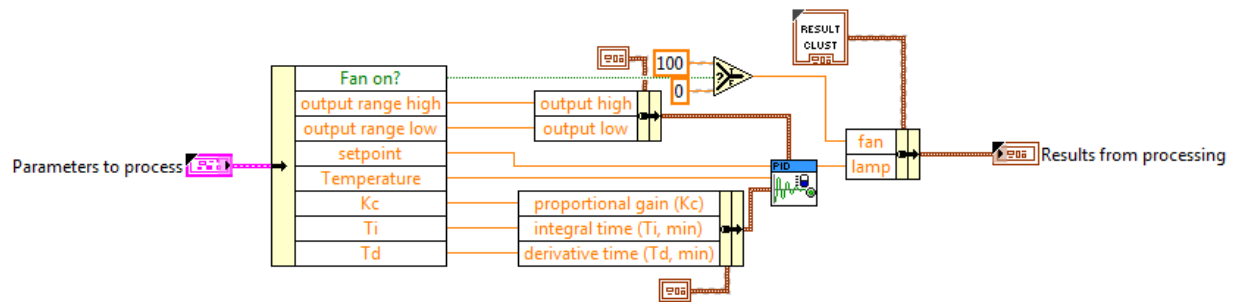 RESULT
CLUST
100
0
Fan on?
output range high
output range low
setpoint
Temperature
Kc
Ti
Td
output high
output low
?
F
Parameters to process
PID
proportional gain (Kc)
integral time (Ti, min)
derivative time (Td, min)
fan
lamp
Results from processing